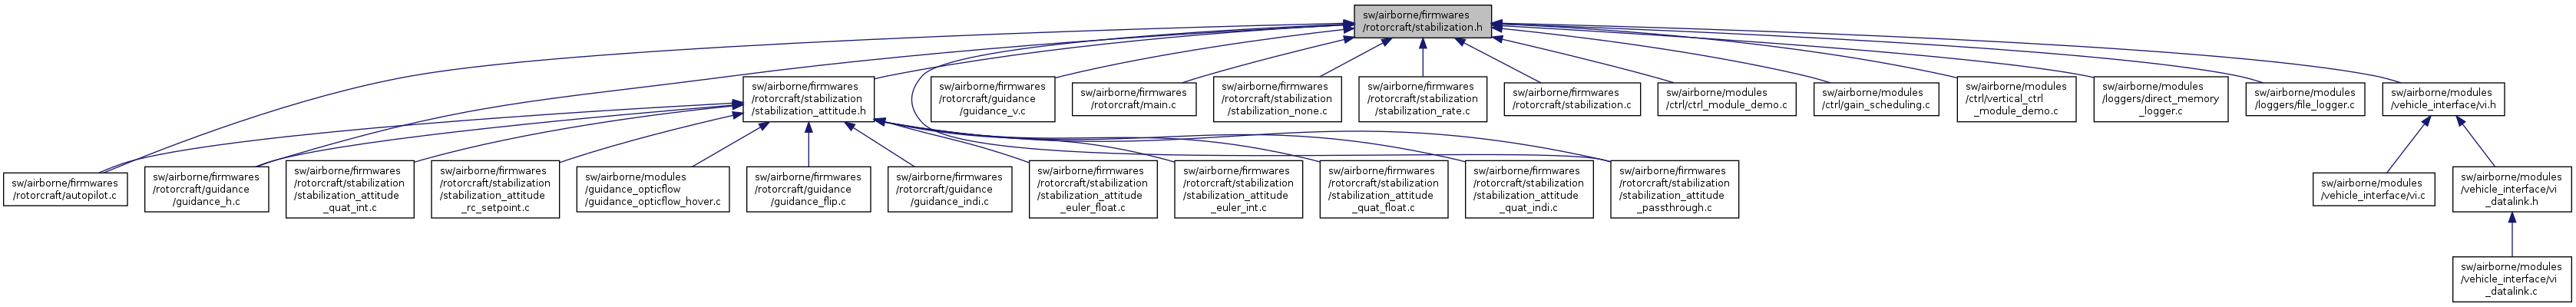 sw/airborne/firmwares
/rotorcraft/stabilization.h
sw/airborne/firmwares
/rotorcraft/stabilization
/stabilization_attitude.h
sw/airborne/firmwares
/rotorcraft/guidance
/guidance_v.c
sw/airborne/firmwares
/rotorcraft/main.c
sw/airborne/firmwares
/rotorcraft/stabilization
/stabilization_none.c
sw/airborne/firmwares
/rotorcraft/stabilization
/stabilization_rate.c
sw/airborne/firmwares
/rotorcraft/stabilization.c
sw/airborne/modules
/ctrl/ctrl_module_demo.c
sw/airborne/modules
/ctrl/gain_scheduling.c
sw/airborne/modules
/ctrl/vertical_ctrl
_module_demo.c
sw/airborne/modules
/loggers/direct_memory
_logger.c
sw/airborne/modules
/loggers/file_logger.c
sw/airborne/modules
/vehicle_interface/vi.h
sw/airborne/firmwares
/rotorcraft/autopilot.c
sw/airborne/firmwares
/rotorcraft/guidance
/guidance_h.c
sw/airborne/firmwares
/rotorcraft/stabilization
/stabilization_attitude
_quat_int.c
sw/airborne/firmwares
/rotorcraft/stabilization
/stabilization_attitude
_rc_setpoint.c
sw/airborne/modules
/guidance_opticflow
/guidance_opticflow_hover.c
sw/airborne/firmwares
/rotorcraft/guidance
/guidance_flip.c
sw/airborne/firmwares
/rotorcraft/guidance
/guidance_indi.c
sw/airborne/firmwares
/rotorcraft/stabilization
/stabilization_attitude
_euler_float.c
sw/airborne/firmwares
/rotorcraft/stabilization
/stabilization_attitude
_euler_int.c
sw/airborne/firmwares
/rotorcraft/stabilization
/stabilization_attitude
_quat_float.c
sw/airborne/firmwares
/rotorcraft/stabilization
/stabilization_attitude
_quat_indi.c
sw/airborne/firmwares
/rotorcraft/stabilization
/stabilization_attitude
_passthrough.c
sw/airborne/modules
/vehicle_interface/vi.c
sw/airborne/modules
/vehicle_interface/vi
_datalink.h
sw/airborne/modules
/vehicle_interface/vi
_datalink.c